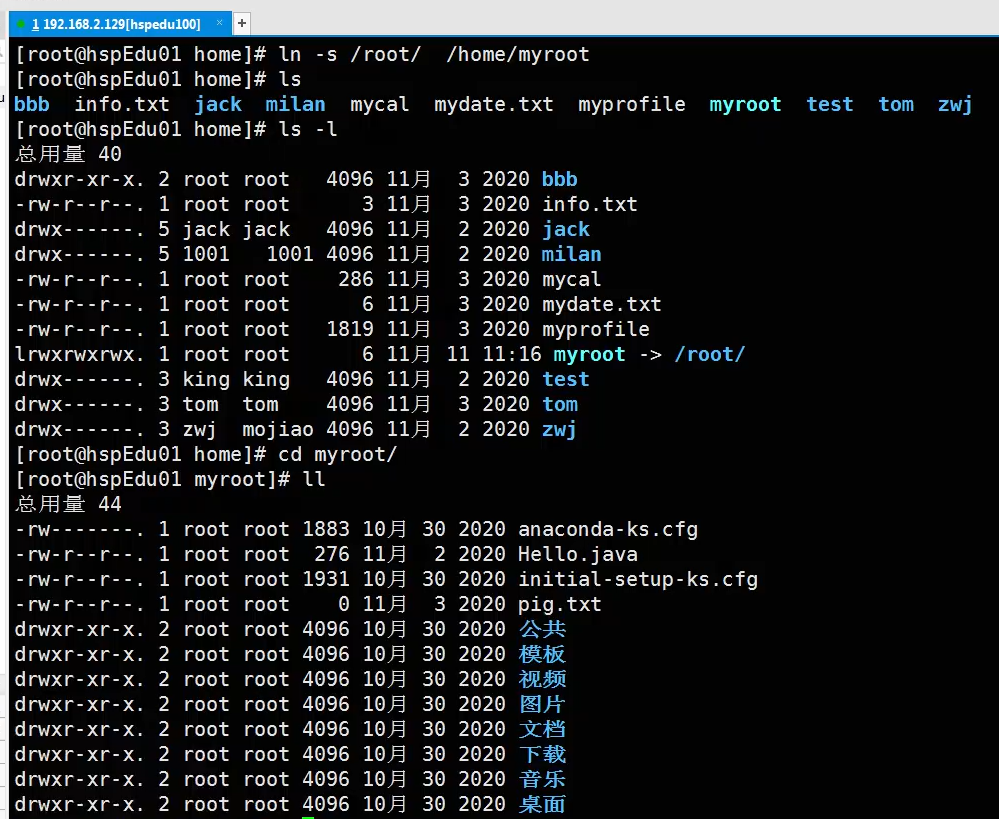 1 192.168.2.129[hspedu100] × +
[root@hspEdu01 home]# ln -s /root/  /home/myroot
[root@hspEdu01 home]# ls
bbb  info.txt  jack  milan  mycal  mydate.txt  myprofile  myroot  test  tom  zwj
[root@hspEdu01 home]# ls -l
总用量 40
drwxr-xr-x. 2 root root   4096 11月  3 2020 bbb
-rw-r--r--. 1 root root      3 11月  3 2020 info.txt
drwx------. 5 jack jack   4096 11月  2 2020 jack
drwx------. 5 1001   1001 4096 11月  2 2020 milan
-rw-r--r--. 1 root root    286 11月  3 2020 mycal
-rw-r--r--. 1 root root      6 11月  3 2020 mydate.txt
-rw-r--r--. 1 root root   1819 11月  3 2020 myprofile
lrwxrwxrwx. 1 root root      6 11月 11 11:16 myroot -> /root/
drwx------. 3 king king   4096 11月  2 2020 test
drwx------. 3 tom  tom    4096 11月  3 2020 tom
drwx------. 3 zwj  mojiao 4096 11月  2 2020 zwj
[root@hspEdu01 home]# cd myroot/
[root@hspEdu01 myroot]# ll
总用量 44
-rw-------. 1 root root 1883 10月 30 2020 anaconda-ks.cfg
-rw-r--r--. 1 root root  276 11月  2 2020 Hello.java
-rw-r--r--. 1 root root 1931 10月 30 2020 initial-setup-ks.cfg
-rw-r--r--. 1 root root    0 11月  3 2020 pig.txt
drwxr-xr-x. 2 root root 4096 10月 30 2020 公共
drwxr-xr-x. 2 root root 4096 10月 30 2020 模板
drwxr-xr-x. 2 root root 4096 10月 30 2020 视频
drwxr-xr-x. 2 root root 4096 10月 30 2020 图片
drwxr-xr-x. 2 root root 4096 10月 30 2020 文档
drwxr-xr-x. 2 root root 4096 10月 30 2020 下载
drwxr-xr-x. 2 root root 4096 10月 30 2020 音乐
drwxr-xr-x. 2 root root 4096 10月 30 2020 桌面